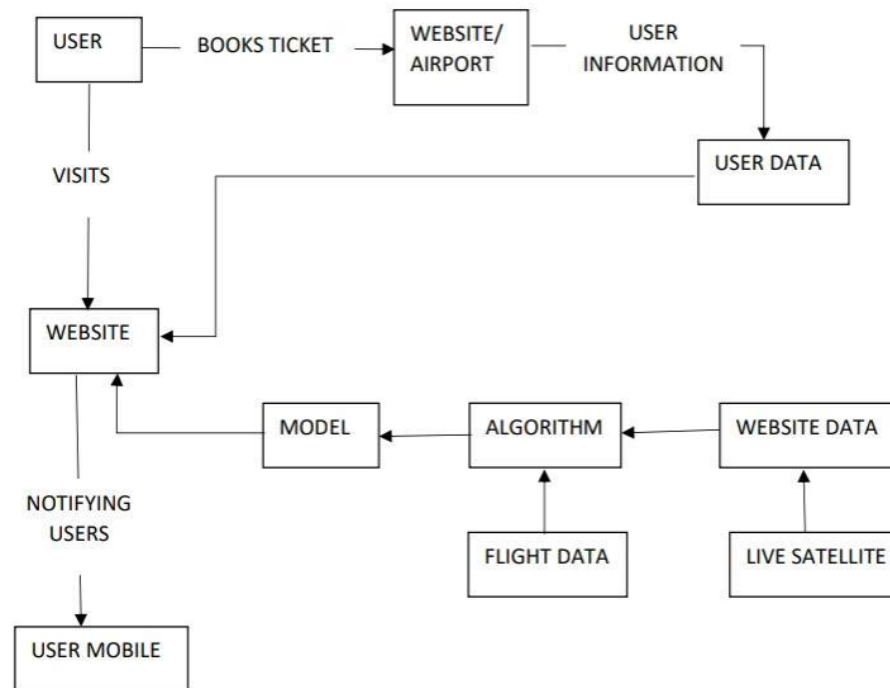 USER
BOOKS TICKET
WEBSITE/
AIRPORT
USER
INFORMATION
VISITS
USER DATA
WEBSITE
MODEL
ALGORITHM
WEBSITE DATA
NOTIFYING
USERS
FLIGHT DATA
LIVE SATELLITE
USER MOBILE